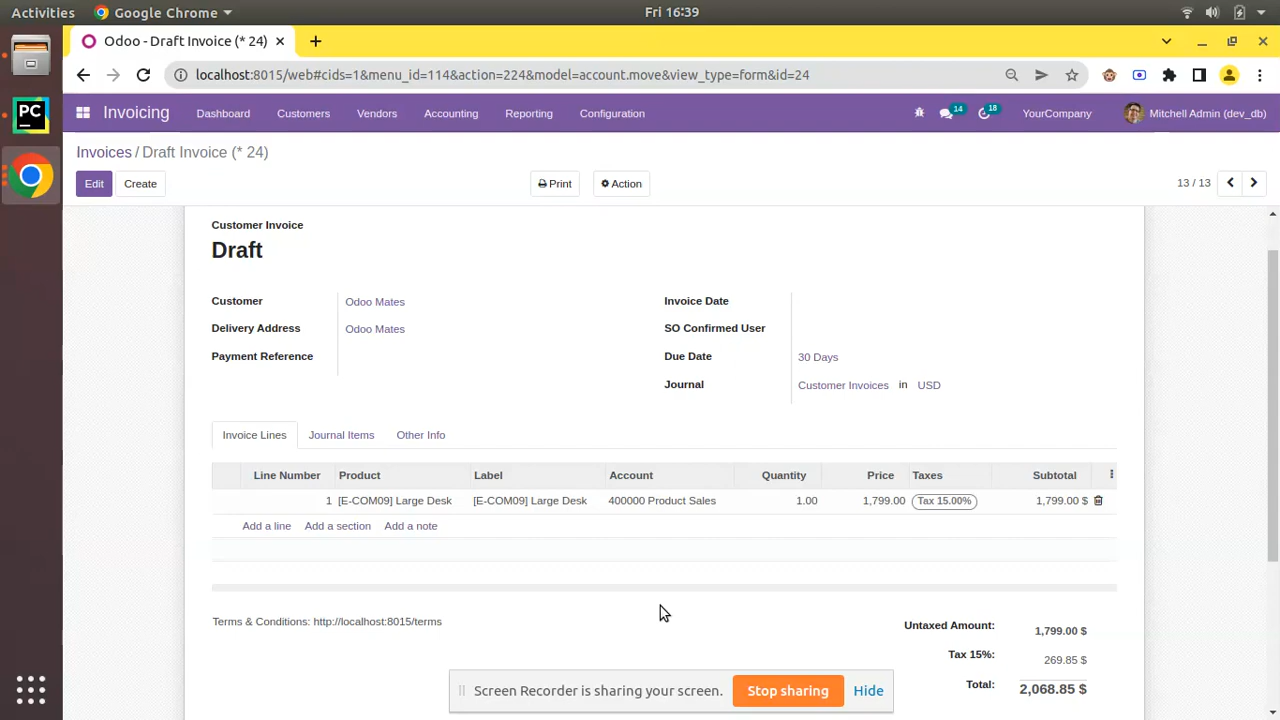 Activities Google Chrome Fri 16:39
Odoo - Draft Invoice (* 24)
localhost:8015/web#cids=1&menu_id=114&action=224&model=account.move&view_type=form&id=24
Invoicing Dashboard Customers Vendors Accounting Reporting Configuration 14 18 YourCompany Mitchell Admin (dev_db)
Invoices / Draft Invoice (* 24)
Edit Create Print Action 13 / 13
Customer Invoice
Draft
Customer Odoo Mates Invoice Date
Delivery Address Odoo Mates SO Confirmed User
Payment Reference Due Date 30 Days
Journal Customer Invoices in USD
Invoice Lines Journal Items Other Info
Line Number Product Label Account Quantity Price Taxes Subtotal
1 [E-COM09] Large Desk [E-COM09] Large Desk 400000 Product Sales 1.00 1,799.00 Tax 15.00% 1,799.00 $
Add a line Add a section Add a note
Terms & Conditions: http://localhost:8015/terms Untaxed Amount: 1,799.00 $
Tax 15%: 269.85 $
Total: 2,068.85 $
Screen Recorder is sharing your screen. Stop sharing Hide
PC